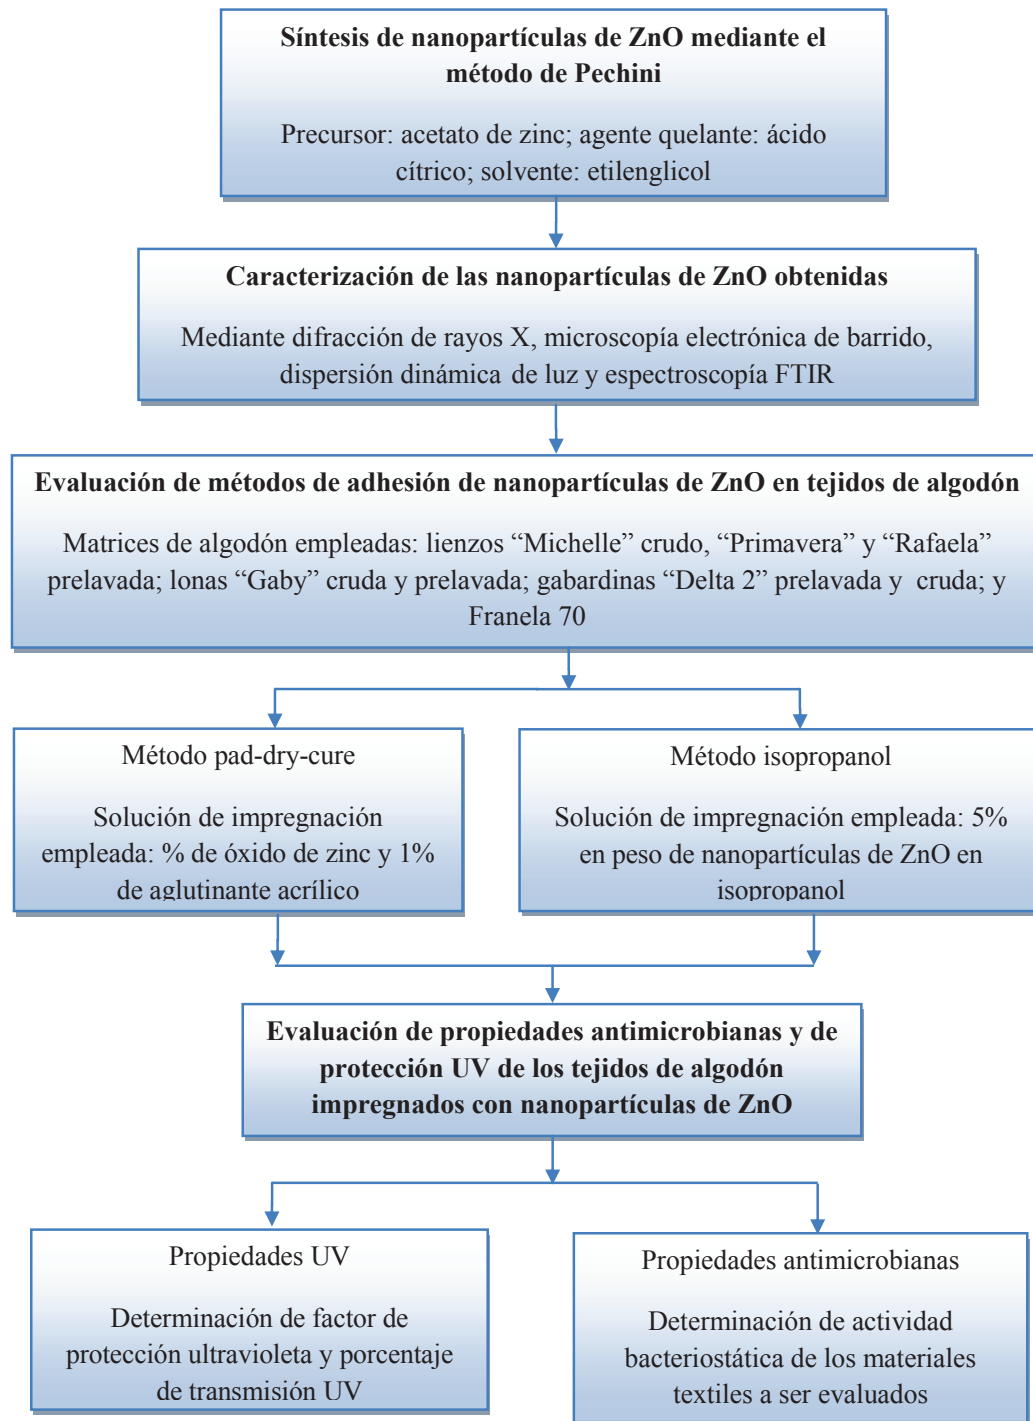 Síntesis de nanopartículas de ZnO mediante el
método de Pechini
Precursor: acetato de zinc; agente quelante: ácido
cítrico; solvente: etilenglicol
Caracterización de las nanopartículas de ZnO obtenidas
Mediante difracción de rayos X, microscopía electrónica de barrido,
dispersión dinámica de luz y espectroscopía FTIR
Evaluación de métodos de adhesión de nanopartículas de ZnO en tejidos de algodón
Matrices de algodón empleadas: lienzos “Michelle” crudo, “Primavera” y “Rafaela”
prelavada; lonas “Gaby” cruda y prelavada; gabardinas “Delta 2” prelavada y cruda; y
Franela 70
Método pad-dry-cure
Solución de impregnación
empleada: % de óxido de zinc y 1%
de aglutinante acrílico
Método isopropanol
Solución de impregnación empleada: 5%
en peso de nanopartículas de ZnO en
isopropanol
Evaluación de propiedades antimicrobianas y de
protección UV de los tejidos de algodón
impregnados con nanopartículas de ZnO
Propiedades UV
Determinación de factor de
protección ultravioleta y porcentaje
de transmisión UV
Propiedades antimicrobianas
Determinación de actividad
bacteriostática de los materiales
textiles a ser evaluados